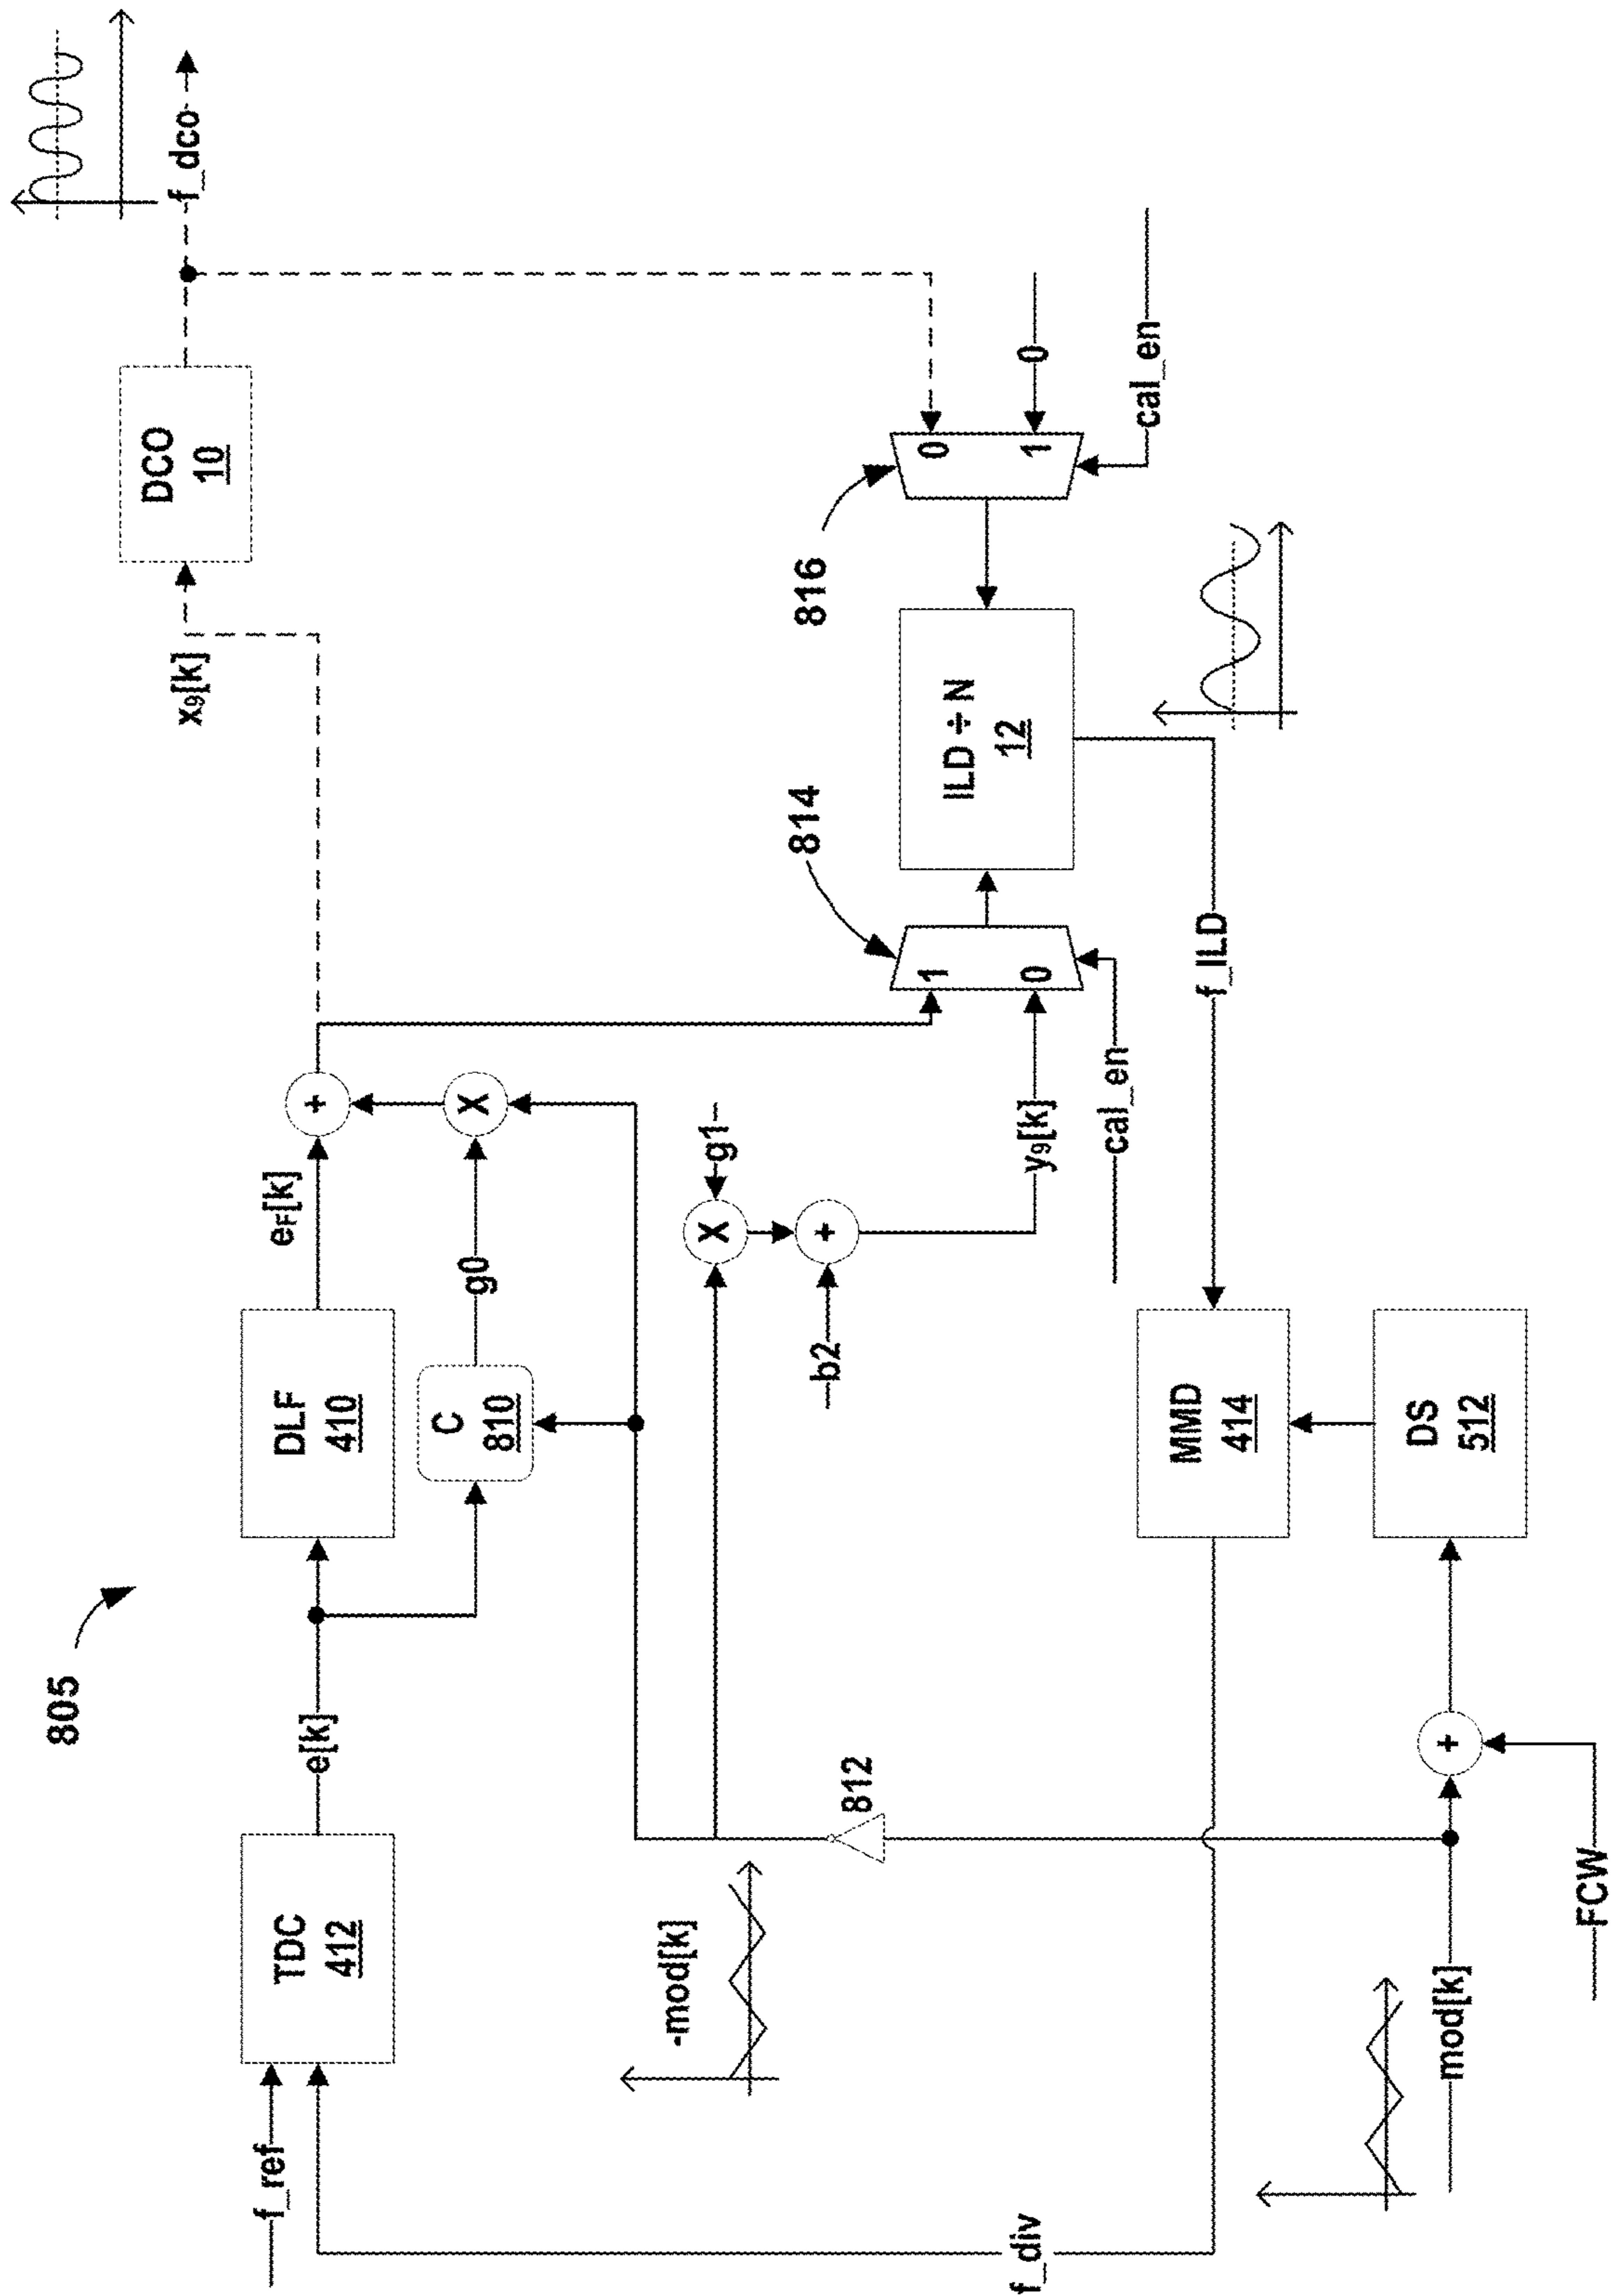 805
f_ref
TDC
412
e[k]
DLF
410
eF[k]
+
x9[k]
DCO
10
f_dco
C
810
g0
X
-mod[k]
X
g1
b2
+
y9[k]
812
814
1
0
cal_en
ILD ÷ N
12
816
0
1
0
cal_en
f_div
MMD
414
f_ILD
mod[k]
+
FCW
DS
512